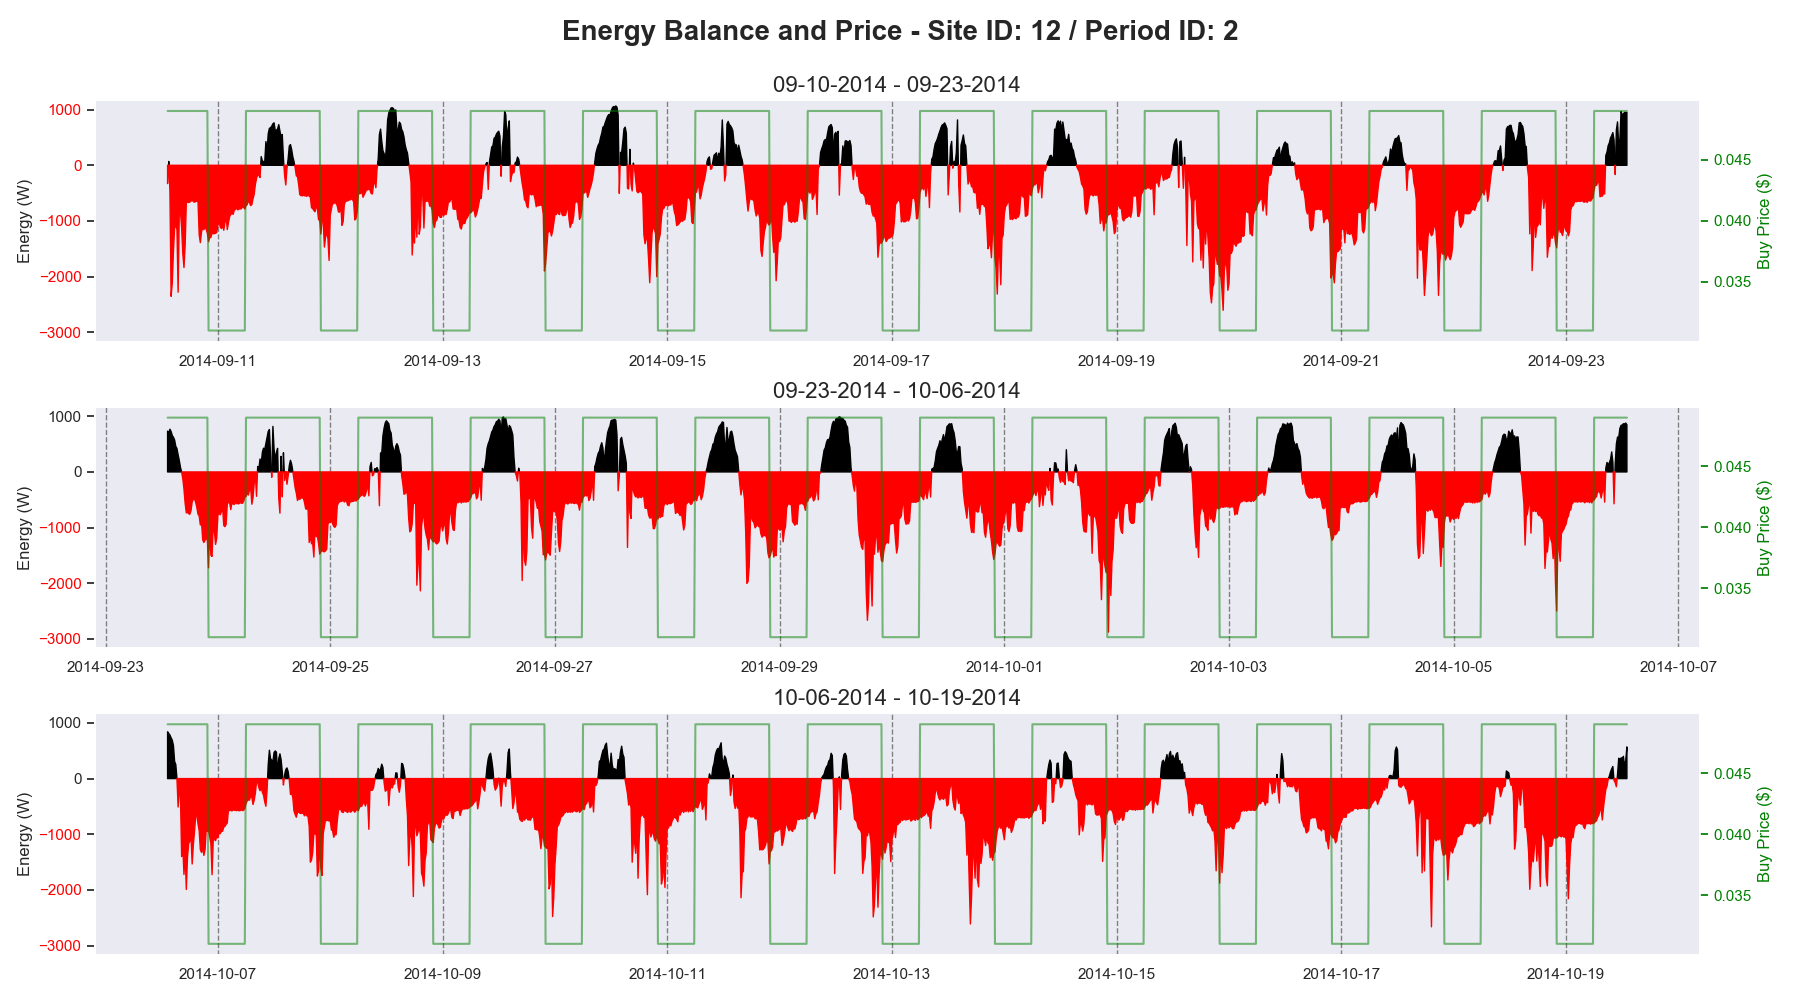 Energy Balance and Price - Site ID: 12 / Period ID: 2
09-10-2014 - 09-23-2014
1000
0
−1000
−2000
−3000
Energy (W)
0.045
0.040
0.035
Buy Price ($)
2014-09-11 2014-09-13 2014-09-15 2014-09-17 2014-09-19 2014-09-21 2014-09-23
09-23-2014 - 10-06-2014
1000
0
−1000
−2000
−3000
Energy (W)
0.045
0.040
0.035
Buy Price ($)
2014-09-23 2014-09-25 2014-09-27 2014-09-29 2014-10-01 2014-10-03 2014-10-05 2014-10-07
10-06-2014 - 10-19-2014
1000
0
−1000
−2000
−3000
Energy (W)
0.045
0.040
0.035
Buy Price ($)
2014-10-07 2014-10-09 2014-10-11 2014-10-13 2014-10-15 2014-10-17 2014-10-19